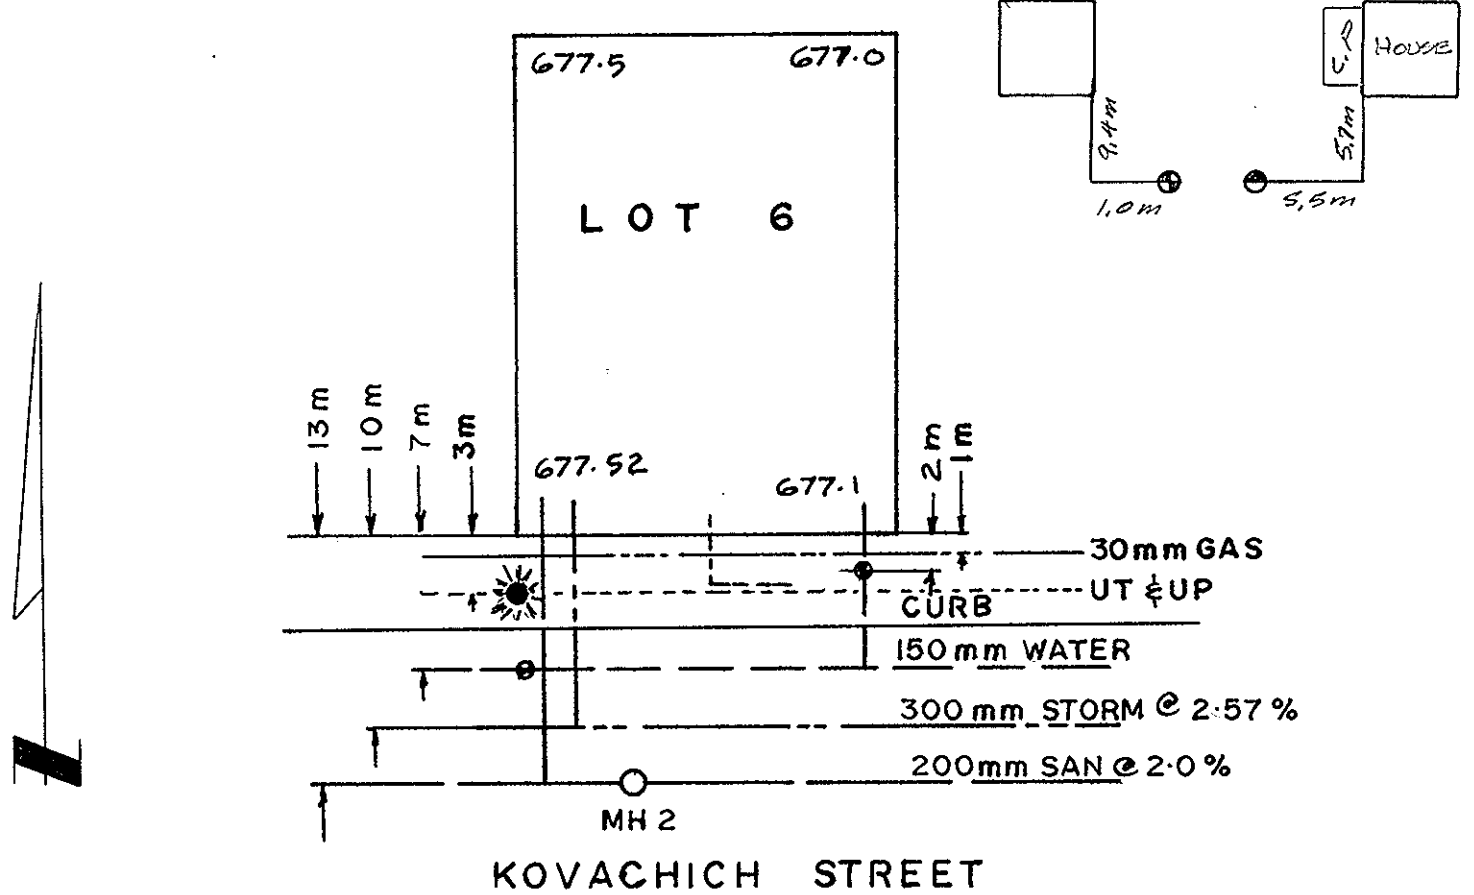 677.5
677.0
LOT 6
C.P
HOUSE
9.4m
5.7m
1.0m
5.5m
13m
10m
7m
3m
677.52
677.1
2m
1m
30mm GAS
UT & UP
CURB
150mm WATER
300mm STORM @ 2.57%
200mm SAN @ 2.0%
MH 2
KOVACHICH STREET